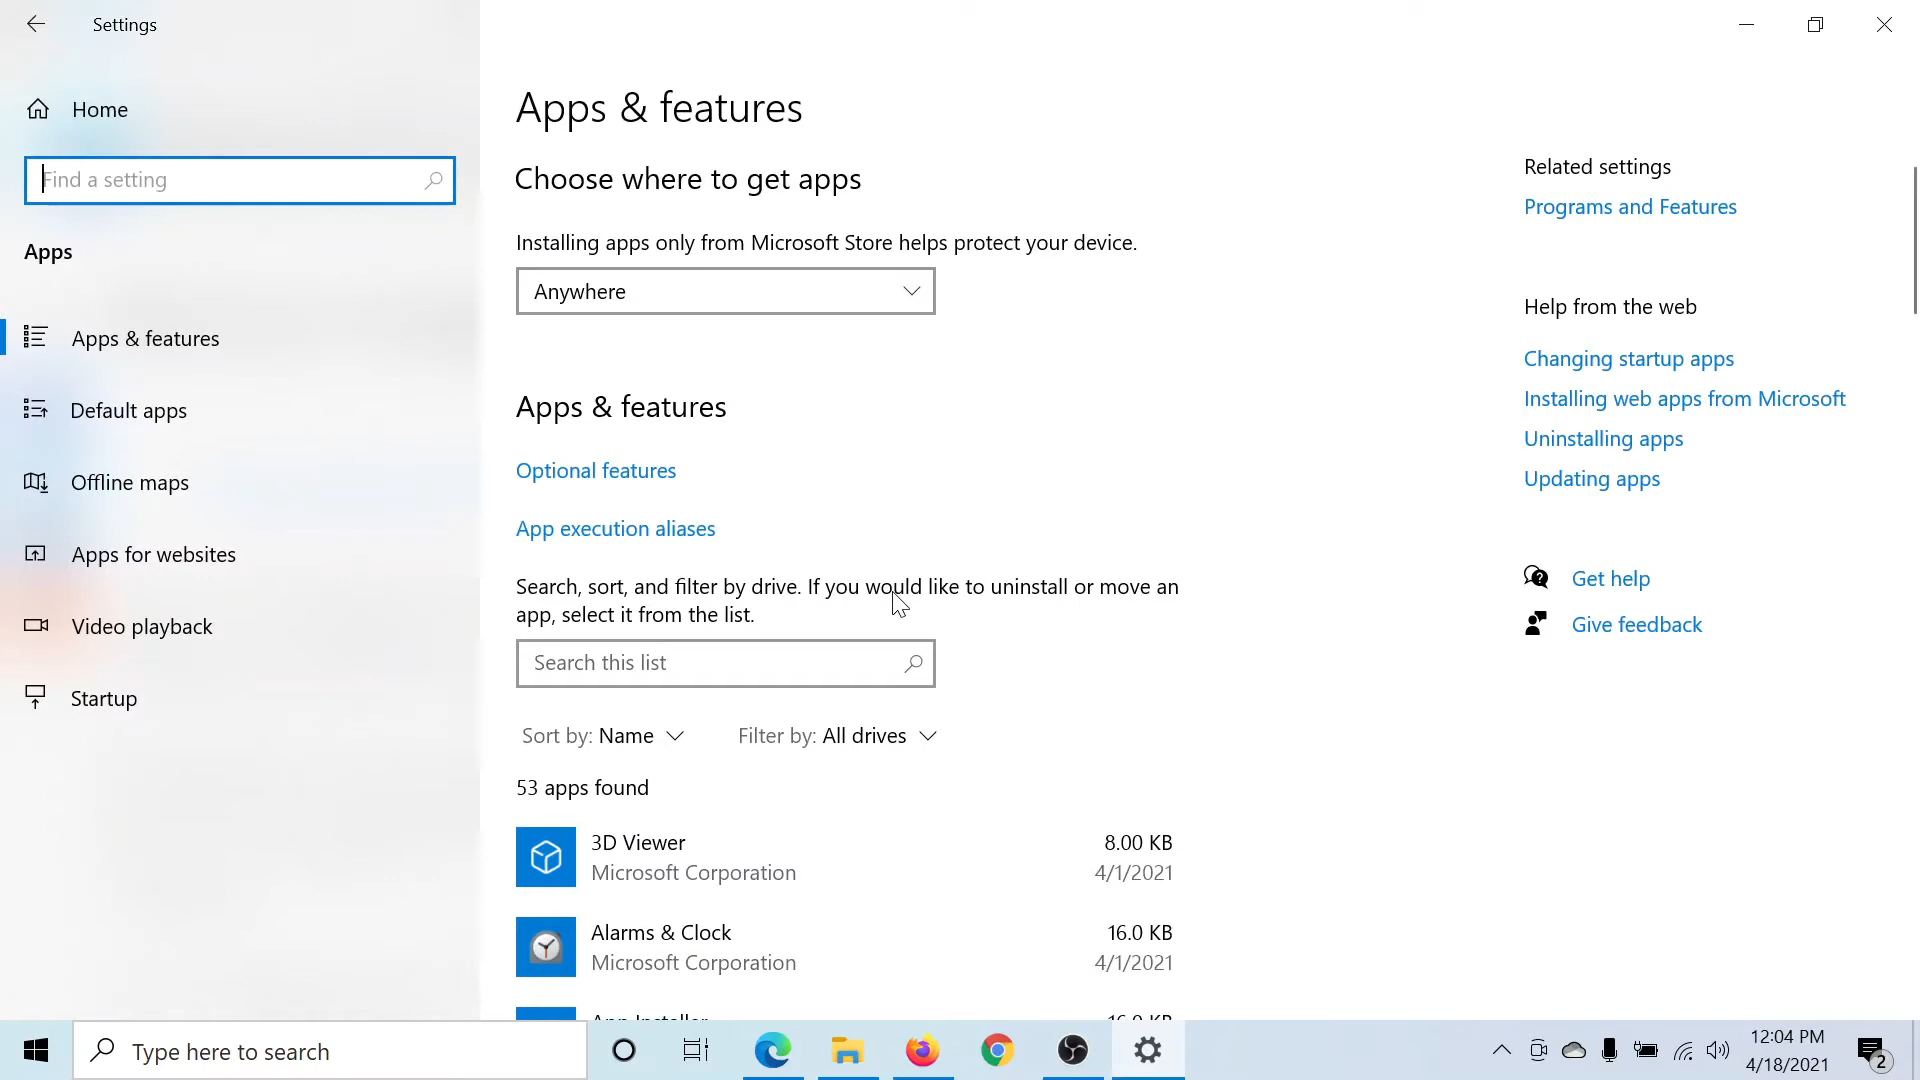 Settings
Home
Find a setting
Apps
Apps & features
Default apps
Offline maps
Apps for websites
Video playback
Startup
Apps & features
Choose where to get apps
Installing apps only from Microsoft Store helps protect your device.
Anywhere
Apps & features
Optional features
App execution aliases
Search, sort, and filter by drive. If you would like to uninstall or move an
app, select it from the list.
Search this list
Sort by: Name
Filter by: All drives
53 apps found
3D Viewer
8.00 KB
Microsoft Corporation
4/1/2021
Alarms & Clock
16.0 KB
Microsoft Corporation
4/1/2021
App Installer
16.0 KB
Related settings
Programs and Features
Help from the web
Changing startup apps
Installing web apps from Microsoft
Uninstalling apps
Updating apps
Get help
Give feedback
Type here to search
12:04 PM
4/18/2021
2